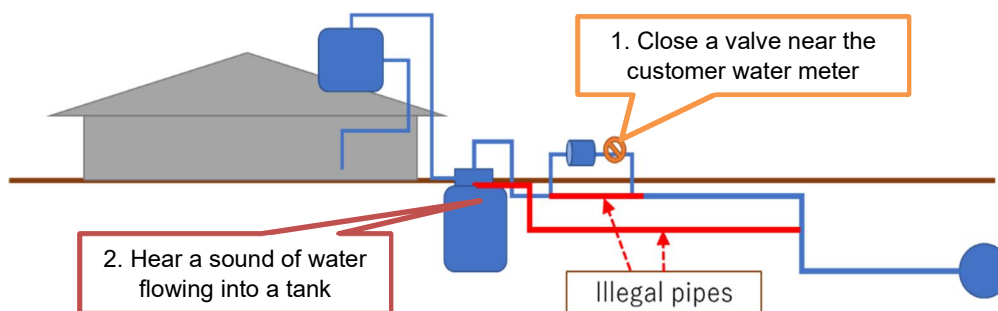 1. Close a valve near the
customer water meter
2. Hear a sound of water
flowing into a tank
Illegal pipes